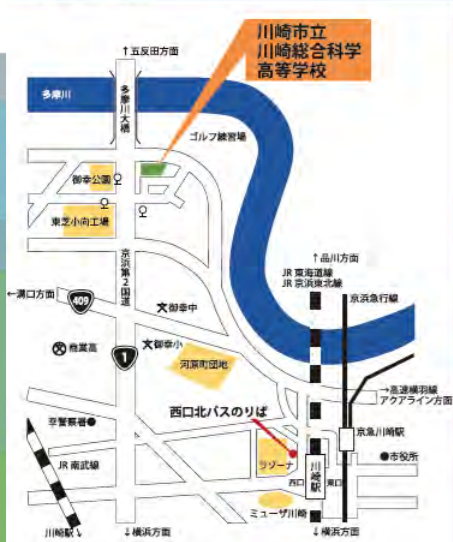 川崎市立
川崎総合科学
高等学校
↑五反田方面
多摩川
多摩川大橋
ゴルフ練習場
御幸公園
東芝小向工場
京浜第2国道
↑品川方面
JR 東海道線
JR 京浜東北線
京浜急行線
←溝口方面
409
御幸中
商業高
1
御幸小
河原町団地
→高速横羽線
アクアライン方面
幸警察署
西口北バスのりば
京急川崎駅
JR 南武線
ラゾーナ
川崎駅
西口
東口
市役所
ミューザ川崎
川崎駅↘
↓横浜方面
↓横浜方面